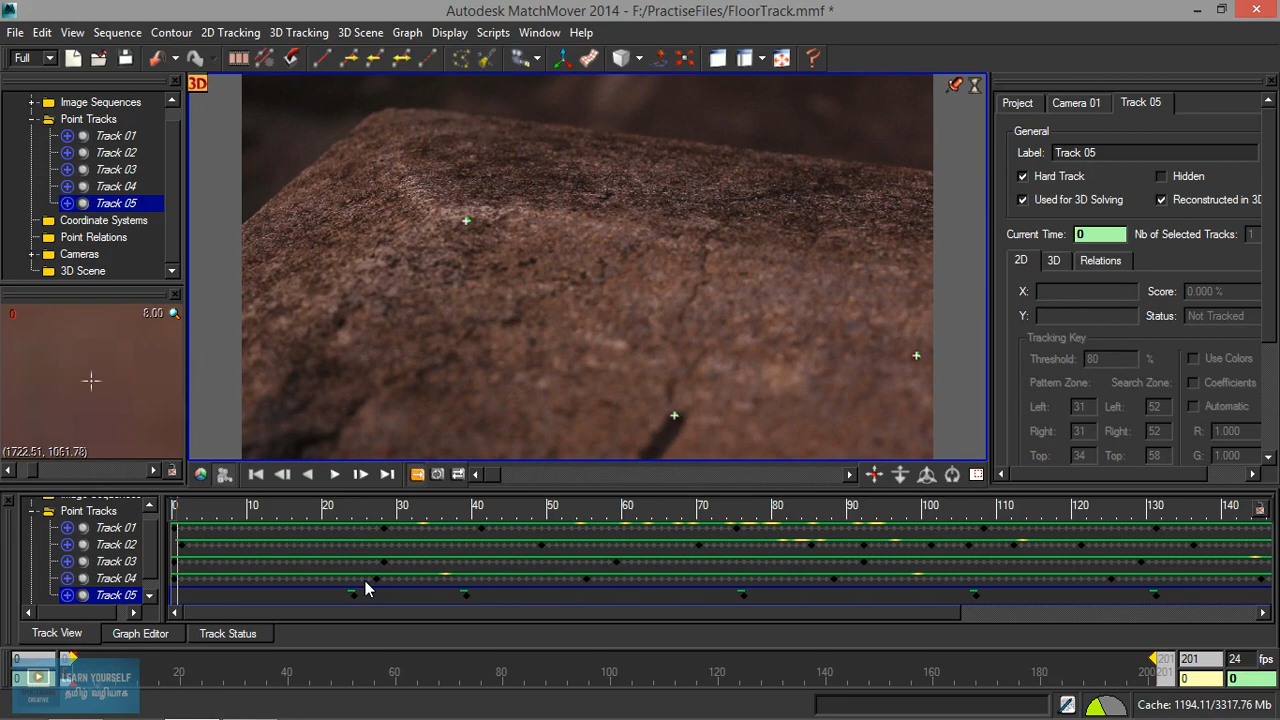 Autodesk MatchMover 2014 - F:/PractiseFiles/FloorTrack.mmf *
File Edit View Sequence Contour 2D Tracking 3D Tracking 3D Scene Graph Display Scripts Window Help
Full
Image Sequences
Point Tracks
Track 01
Track 02
Track 03
Track 04
Track 05
Coordinate Systems
Point Relations
Cameras
3D Scene
0 8.00
(1722.51, 1061.78)
3D
Project Camera 01 Track 05
General
Label: Track 05
Hard Track Hidden
Used for 3D Solving Reconstructed in 3D
Current Time: 0 Nb of Selected Tracks: 1
2D 3D Relations
X: Score: 0.000 %
Y: Status: Not Tracked
Tracking Key
Threshold: 80 % Use Colors
Pattern Zone: Search Zone: Coefficients
Left: 31 Left: 52 Automatic
Right: 31 Right: 52 R: 1.000
Top: 34 Top: 58 G: 1.000
Point Tracks
Track 01
Track 02
Track 03
Track 04
Track 05
0 10 20 30 40 50 60 70 80 90 100 110 120 130 140
Track View Graph Editor Track Status
0 0 20 40 60 80 100 120 140 160 180 200 201 201 24 fps
0 201 0 0
LEARN YOURSELF
தமிழ் வழியாக
CREATIVE
Cache: 1194.11/3317.76 Mb